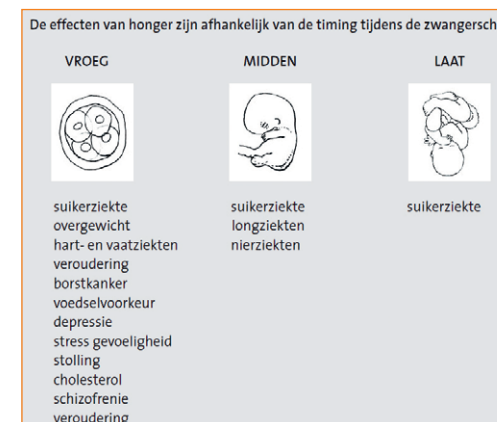 De effecten van honger zijn afhankelijk van de timing tijdens de
VROEG
suikerziekte
overgewicht
hart- en vaatziekten
veroudering
borstkanker
voedselvoorkeur
depressie
stress gevoeligheid
stolling
cholesterol
schizofrenie
veroudering
MIDDEN
suikerziekte
longziekten
nierziekten
LAAT
suikerziekte